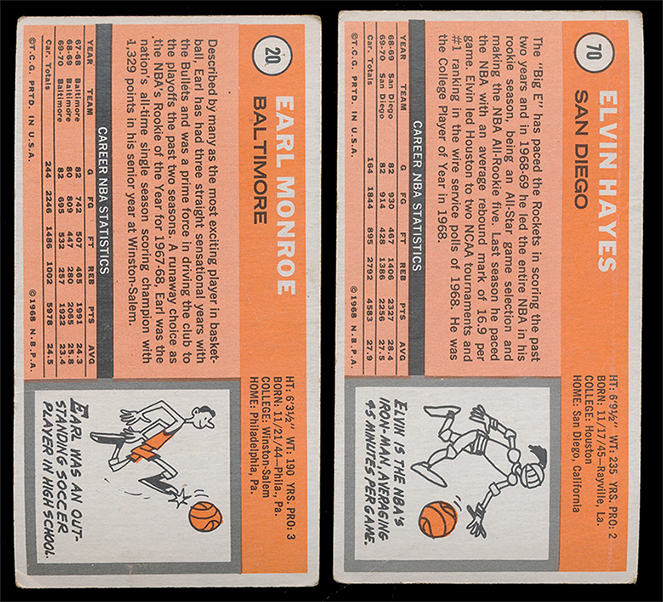 20
EARL MONROE
BALTIMORE
HT: 6'3½" WT: 190 YRS. PRO: 3
BORN: 11/21/44—Phila., Pa.
COLLEGE: Winston-Salem
HOME: Philadelphia, Pa.
Described by many as the most exciting player in basket-
ball, Earl has had three straight sensational years with
the Bullets and was a prime force in driving the club to
the playoffs the past two seasons. A runaway choice as
the NBA's Rookie of the Year for 1967-68, Earl was the
nation's all-time single season scoring champion with
1,329 points in his senior year at Winston-Salem.
CAREER NBA STATISTICS
YEAR TEAM G FG FT REB PTS AVG
67-68 Baltimore 82 742 507 465 1991 24.3
68-69 Baltimore 80 809 447 280 2065 25.8
69-70 Baltimore 82 695 532 257 1922 23.4
Car. Totals 244 2246 1486 1002 5978 24.5
©T.C.G. PRTD. IN U.S.A. ©1968 N.B.P.A.
EARL WAS AN OUT-
STANDING SOCCER
PLAYER IN HIGH SCHOOL.
70
ELVIN HAYES
SAN DIEGO
HT: 6'9½" WT: 235 YRS. PRO: 2
BORN: 11/17/45—Rayville, La.
COLLEGE: Houston
HOME: San Diego, California
The "Big E" has paced the Rockets in scoring the past
two years and in 1968-69 he led the entire NBA in his
rookie season, being an All-Star game selection and
making the NBA All-Rookie five. Last season he paced
the NBA with an average rebound mark of 16.9 per
game. Elvin led Houston to two NCAA tournaments and
#1 ranking in the wire service polls of 1968. He was
the College Player of Year in 1968.
CAREER NBA STATISTICS
YEAR TEAM G FG FT REB PTS AVG
68-69 San Diego 82 930 467 1406 2327 28.4
69-70 San Diego 82 914 428 1386 2256 27.5
Car. Totals 164 1844 895 2792 4583 27.9
©T.C.G. PRTD. IN U.S.A. ©1968 N.B.P.A.
ELVIN IS THE NBA'S
IRON-MAN, AVERAGING
45 MINUTES, PER GAME.